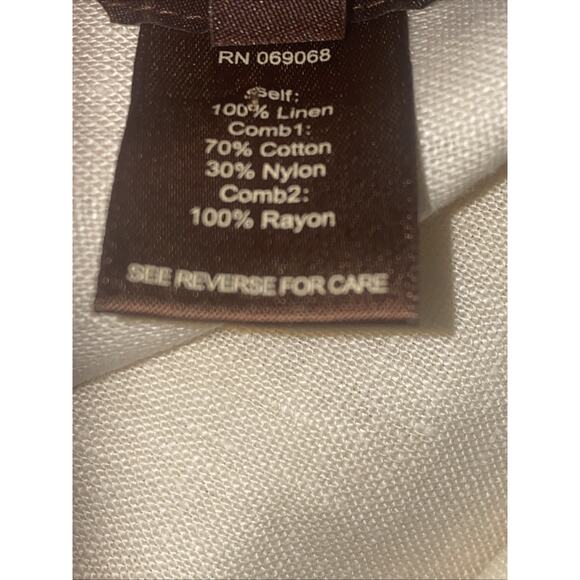 RN 069068
Self:
100% Linen
Comb1:
70% Cotton
30% Nylon
Comb2:
100% Rayon
SEE REVERSE FOR CARE